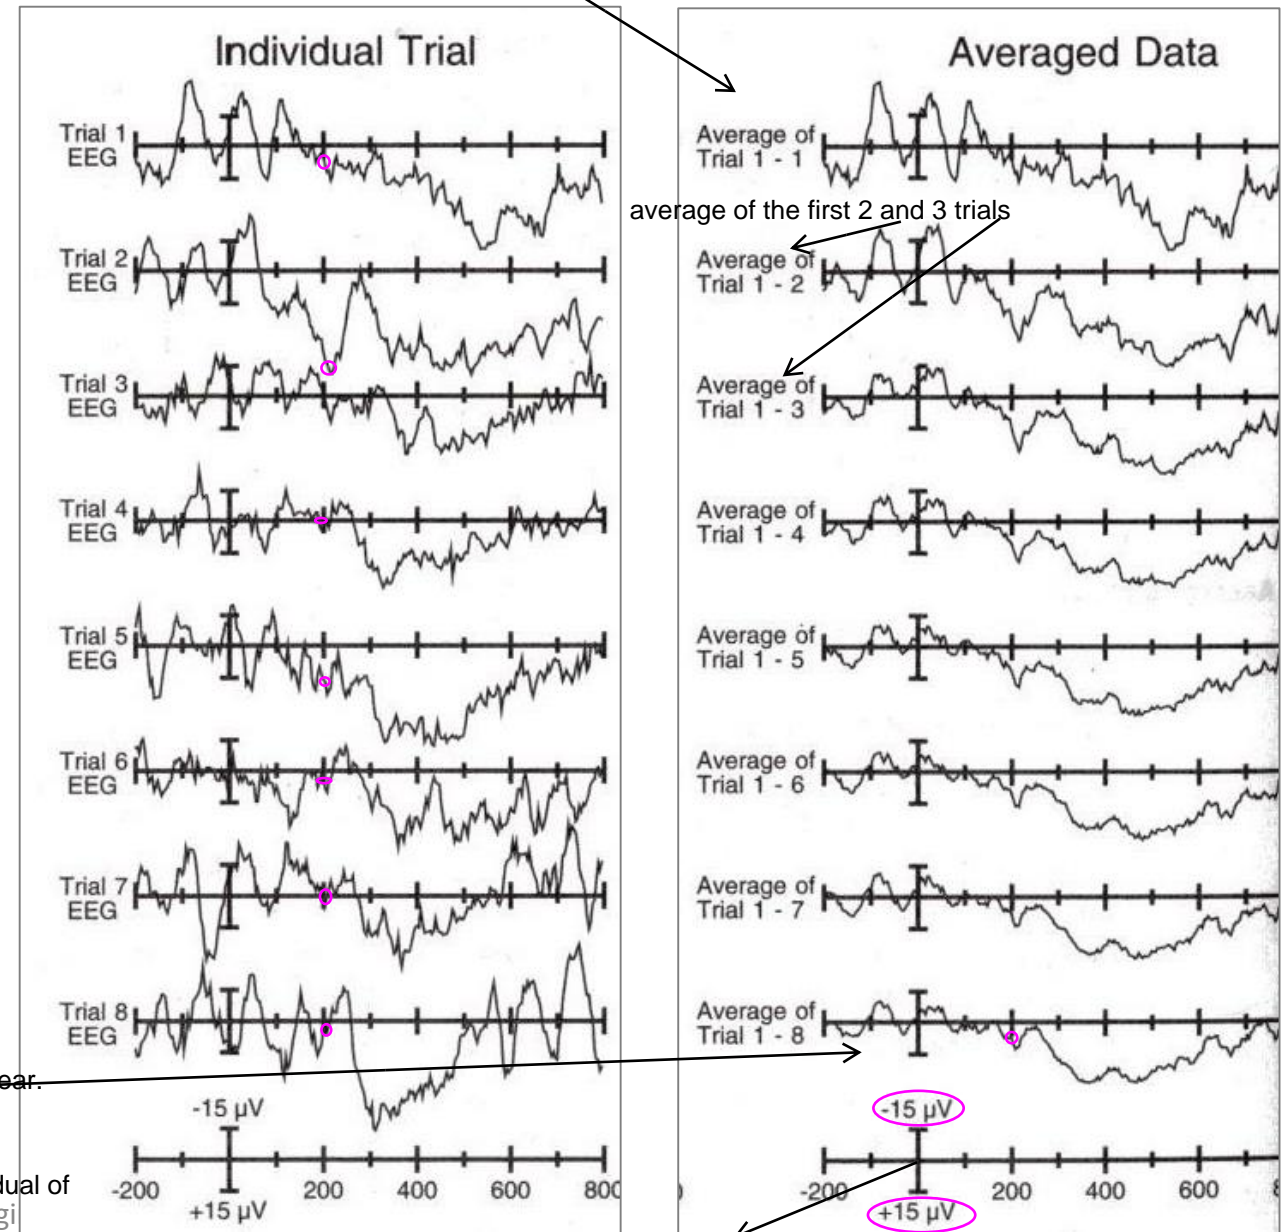 Individual Trial
Trial 1
EEG
Trial 2
EEG
Trial 3
EEG
Trial 4
EEG
Trial 5
EEG
Trial 6
EEG
Trial 7
EEG
Trial 8
EEG
-15 µV
-200 0 200 400 600 800
+15 µV
Averaged Data
Average of
Trial 1 - 1
average of the first 2 and 3 trials
Average of
Trial 1 - 2
Average of
Trial 1 - 3
Average of
Trial 1 - 4
Average of
Trial 1 - 5
Average of
Trial 1 - 6
Average of
Trial 1 - 7
Average of
Trial 1 - 8
-15 µV
-200 0 200 400 600
+15 µV